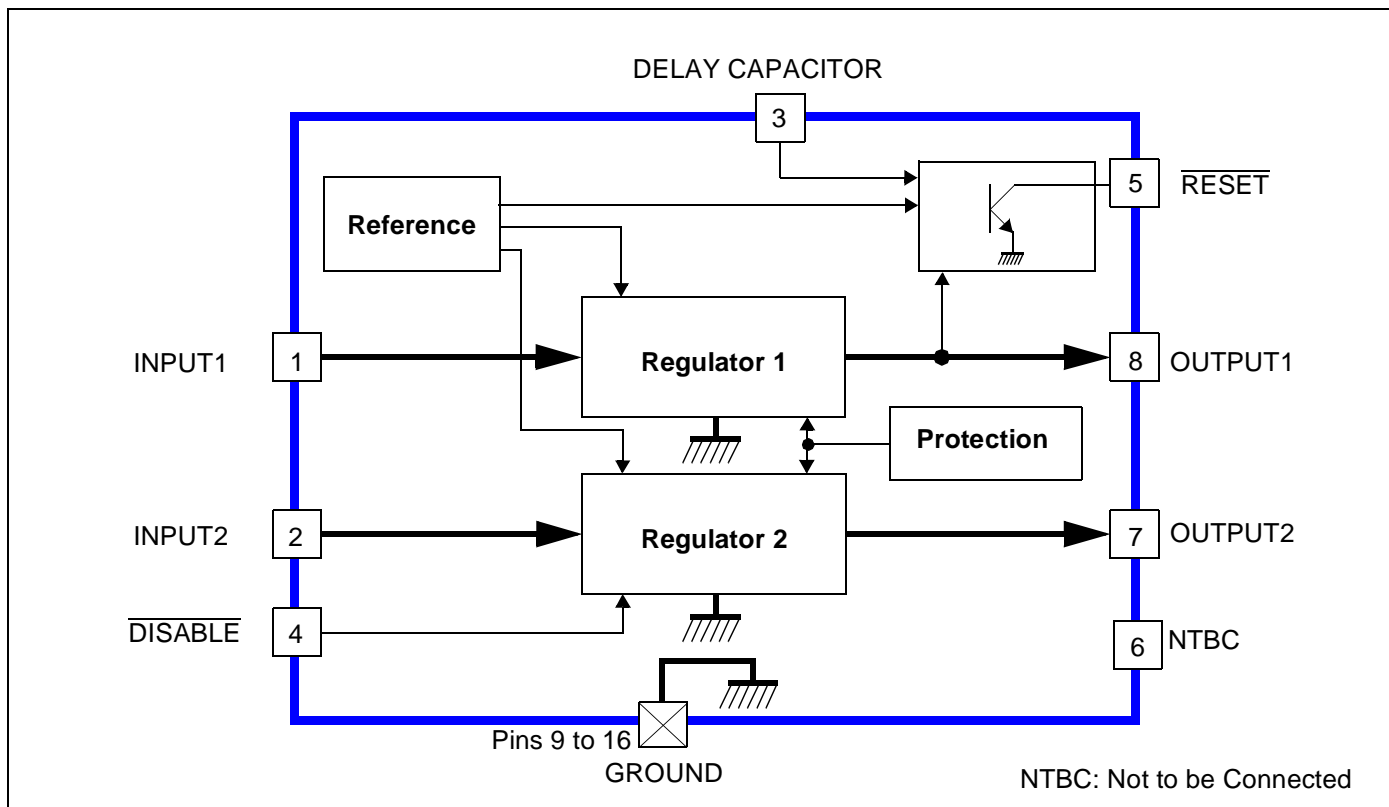 DELAY CAPACITOR
3
5
RESET
Reference
INPUT1
1
Regulator 1
8
OUTPUT1
Protection
INPUT2
2
Regulator 2
7
OUTPUT2
DISABLE
4
6
NTBC
Pins 9 to 16
GROUND
NTBC: Not to be Connected